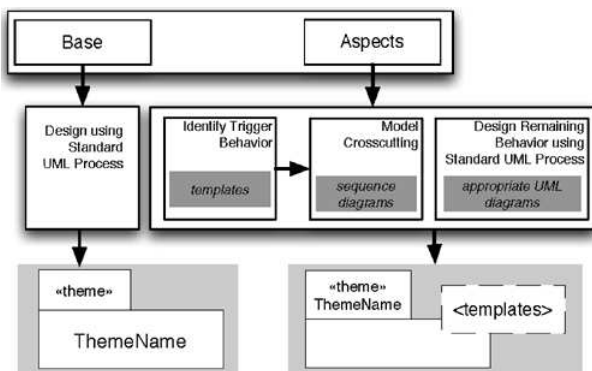 Base
Aspects
Design using
Standard
UML Process
Identify Trigger
Behavior
templates
Model
Crosscutting
sequence
diagrams
Design Remaining
Behavior using
Standard UML Process
appropriate UML
diagrams
«theme»
ThemeName
«theme»
ThemeName
<templates>